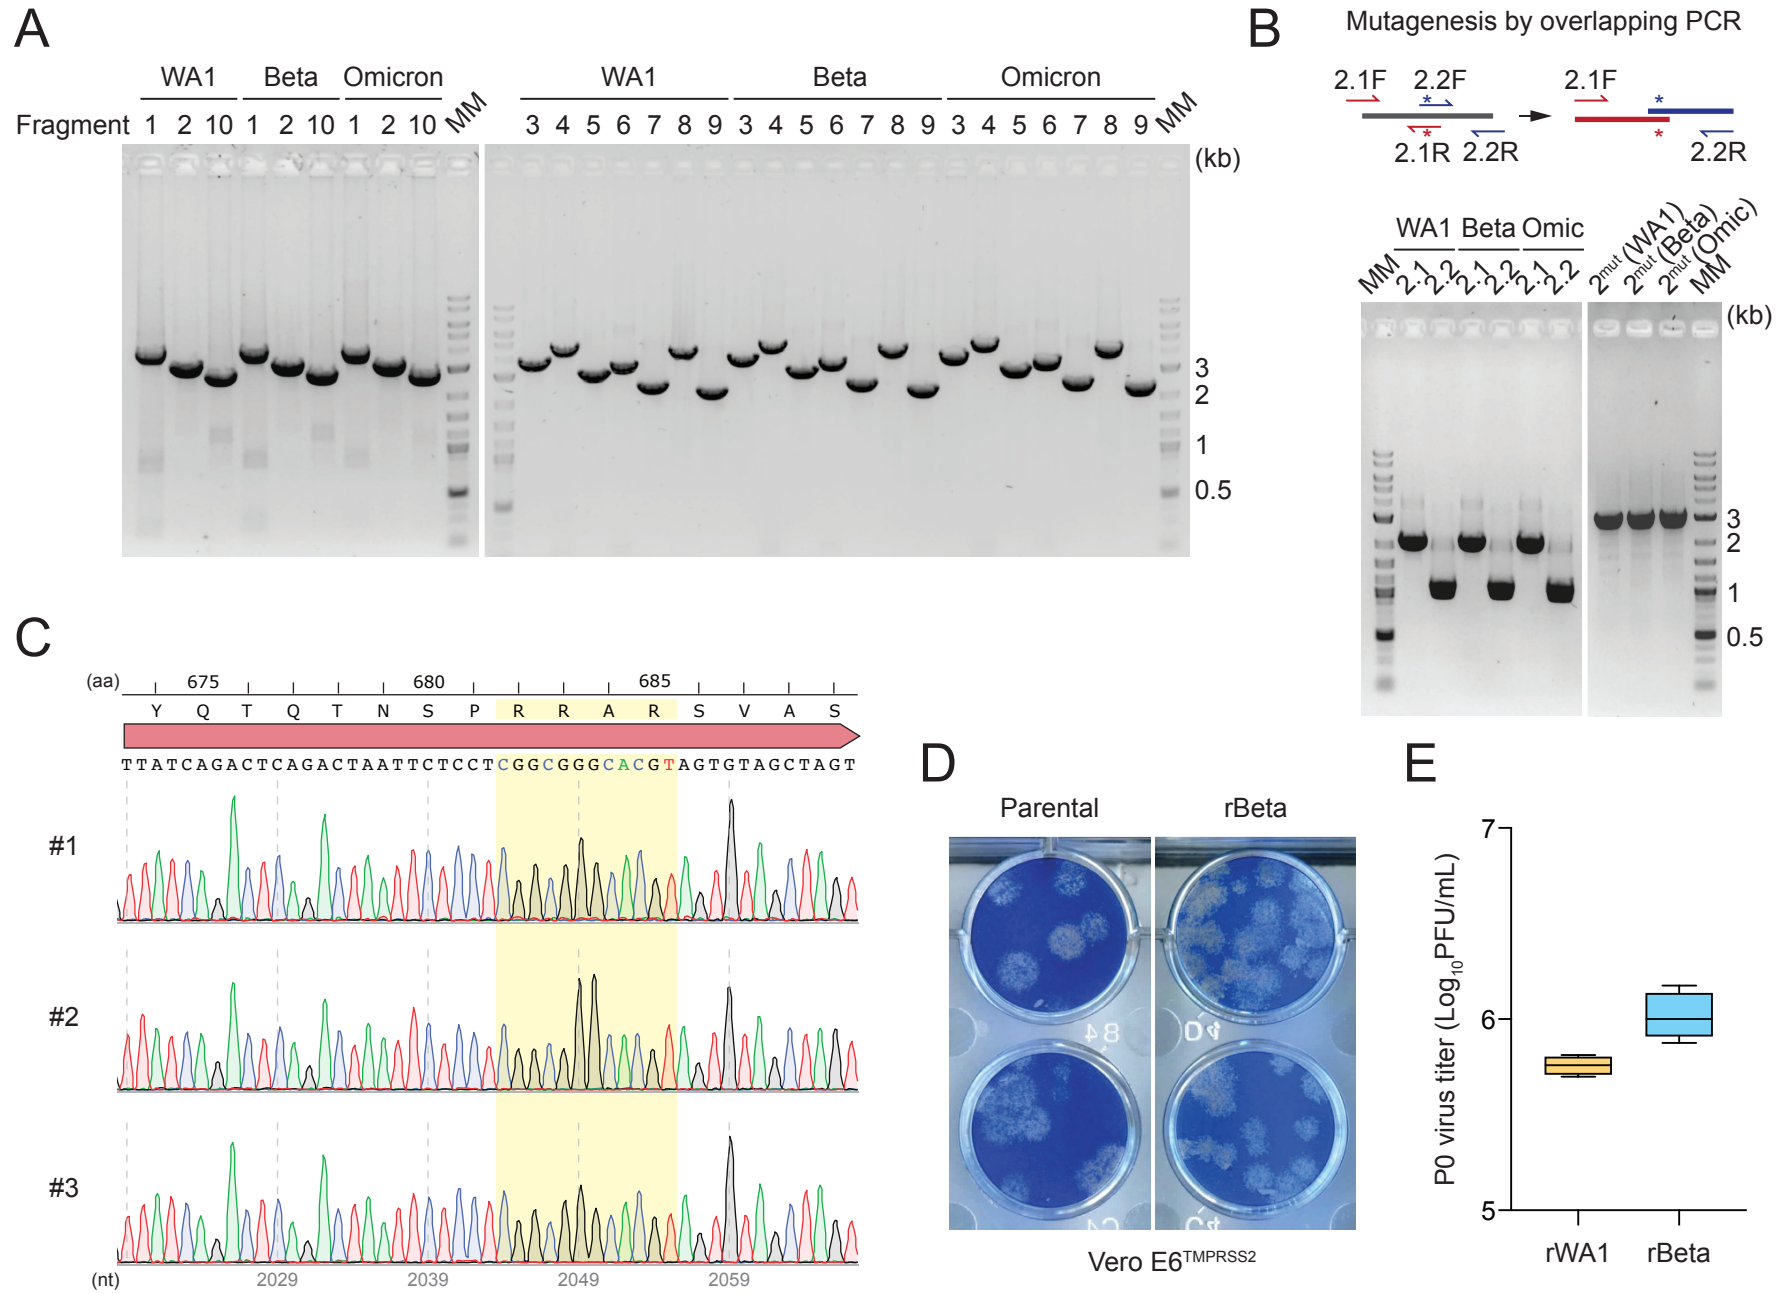 A
WA1 Beta Omicron MM WA1 Beta Omicron MM
Fragment 1 2 10 1 2 10 1 2 10 3 4 5 6 7 8 9 3 4 5 6 7 8 9 3 4 5 6 7 8 9
(kb)
3
2
1
0.5
B
Mutagenesis by overlapping PCR
2.1F 2.2F 2.1F
* *
* *
2.1R 2.2R 2.2R
WA1 Beta Omic
MM 2.1 2.2 2.1 2.2 2.1 2.2 2mut (WA1) 2mut (Beta) 2mut (Omic) MM
(kb)
3
2
1
0.5
C
(aa) 675 680 685
Y Q T Q T N S P R R A R S V A S
TTATCAGACTCAGACTAATTCTCCTCGGCGGGCACGTAGTGTAGCTAGT
#1
#2
#3
(nt) 2029 2039 2049 2059
D
Parental rBeta
B4 D4
C4
Vero E6TMPRSS2
E
P0 virus titer (Log10PFU/mL)
7
6
5
rWA1 rBeta